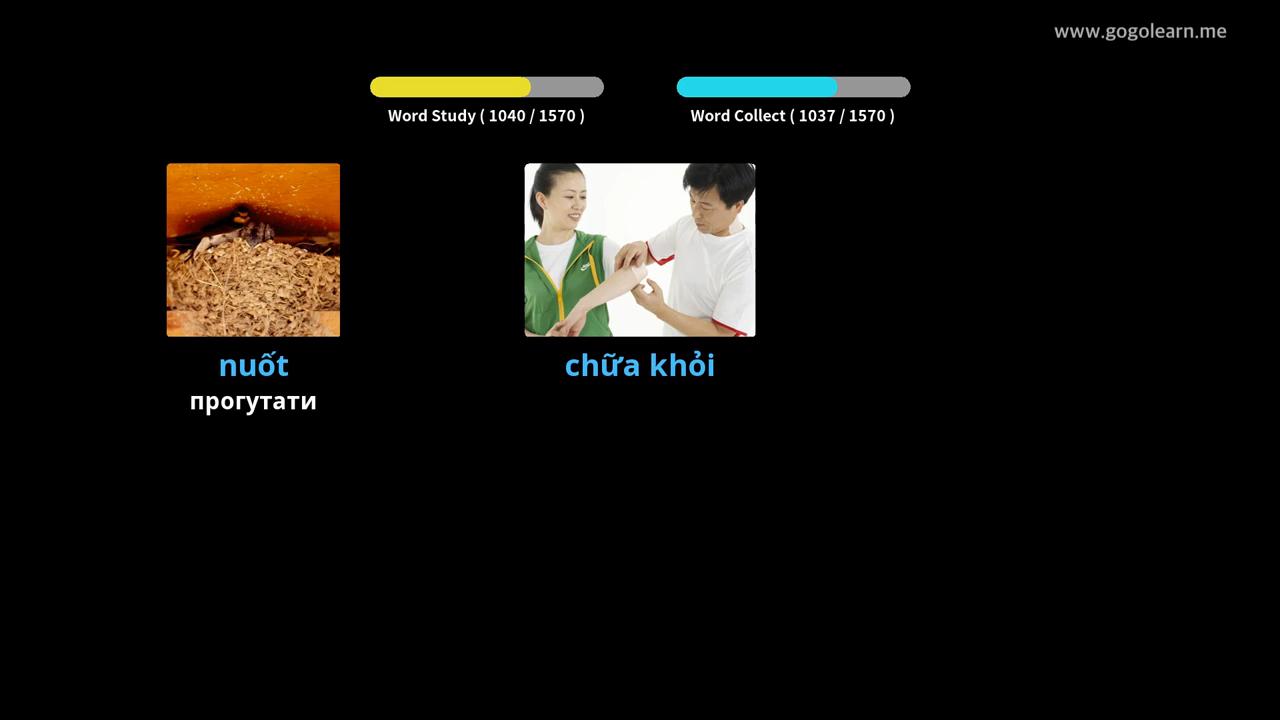 www.gogolearn.me
Word Study ( 1040 / 1570 )
Word Collect ( 1037 / 1570 )
nuốt
прогутати
chữa khỏi